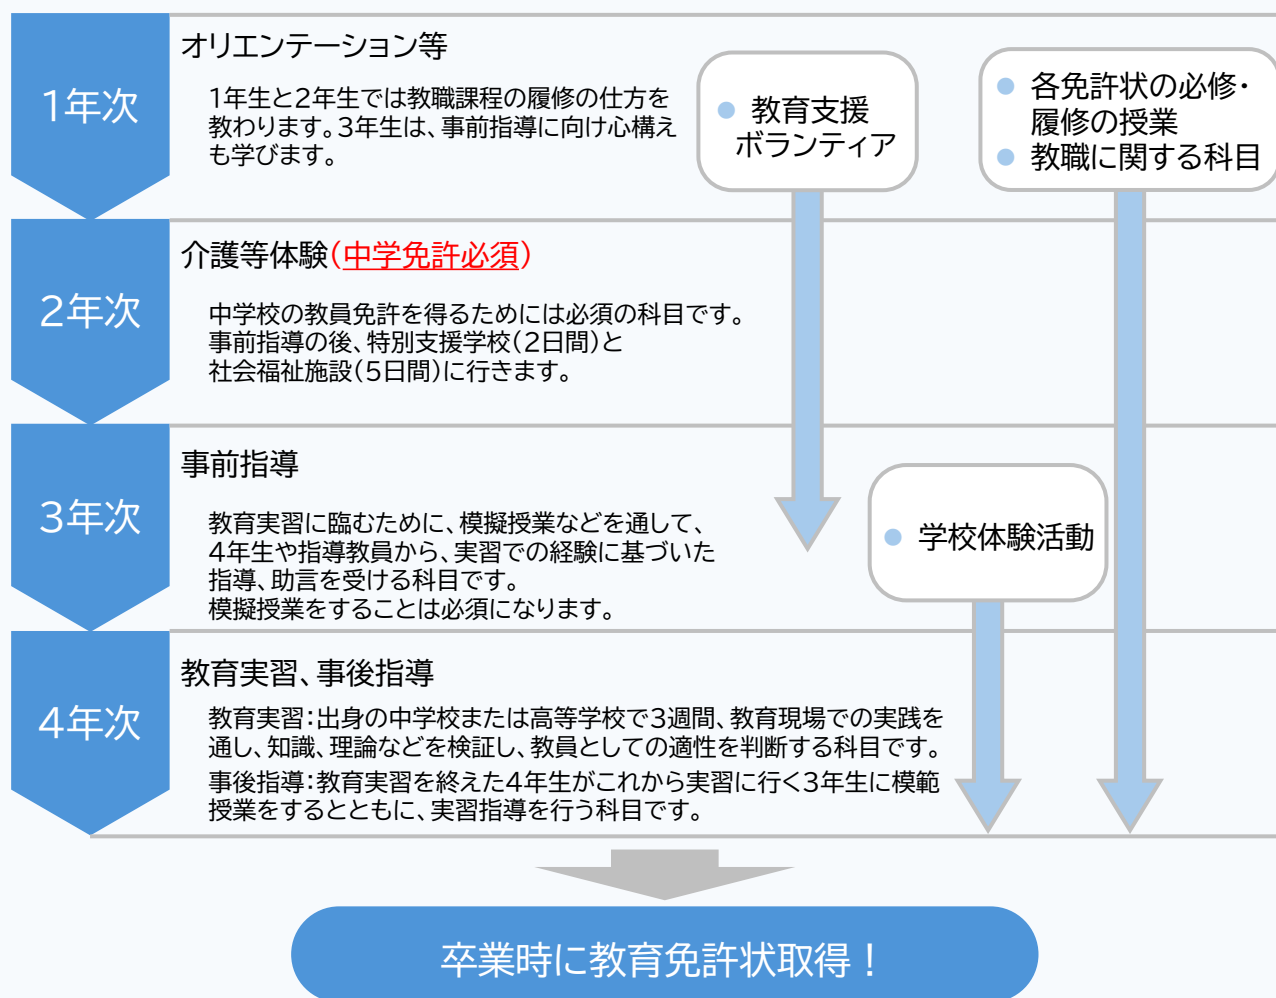 1年次
オリエンテーション等
1年生と2年生では教職課程の履修の仕方を
教わります。3年生は、事前指導に向け心構え
も学びます。
● 教育支援
ボランティア
● 各免許状の必修・
履修の授業
● 教職に関する科目
2年次
介護等体験(中学免許必須)
中学校の教員免許を得るためには必須の科目です。
事前指導の後、特別支援学校(2日間)と
社会福祉施設(5日間)に行きます。
3年次
事前指導
教育実習に臨むために、模擬授業などを通して、
4年生や指導教員から、実習での経験に基づいた
指導、助言を受ける科目です。
模擬授業をすることは必須になります。
● 学校体験活動
4年次
教育実習、事後指導
教育実習:出身の中学校または高等学校で3週間、教育現場での実践を
通し、知識、理論などを検証し、教員としての適性を判断する科目です。
事後指導:教育実習を終えた4年生がこれから実習に行く3年生に模範
授業をするとともに、実習指導を行う科目です。
卒業時に教育免許状取得!